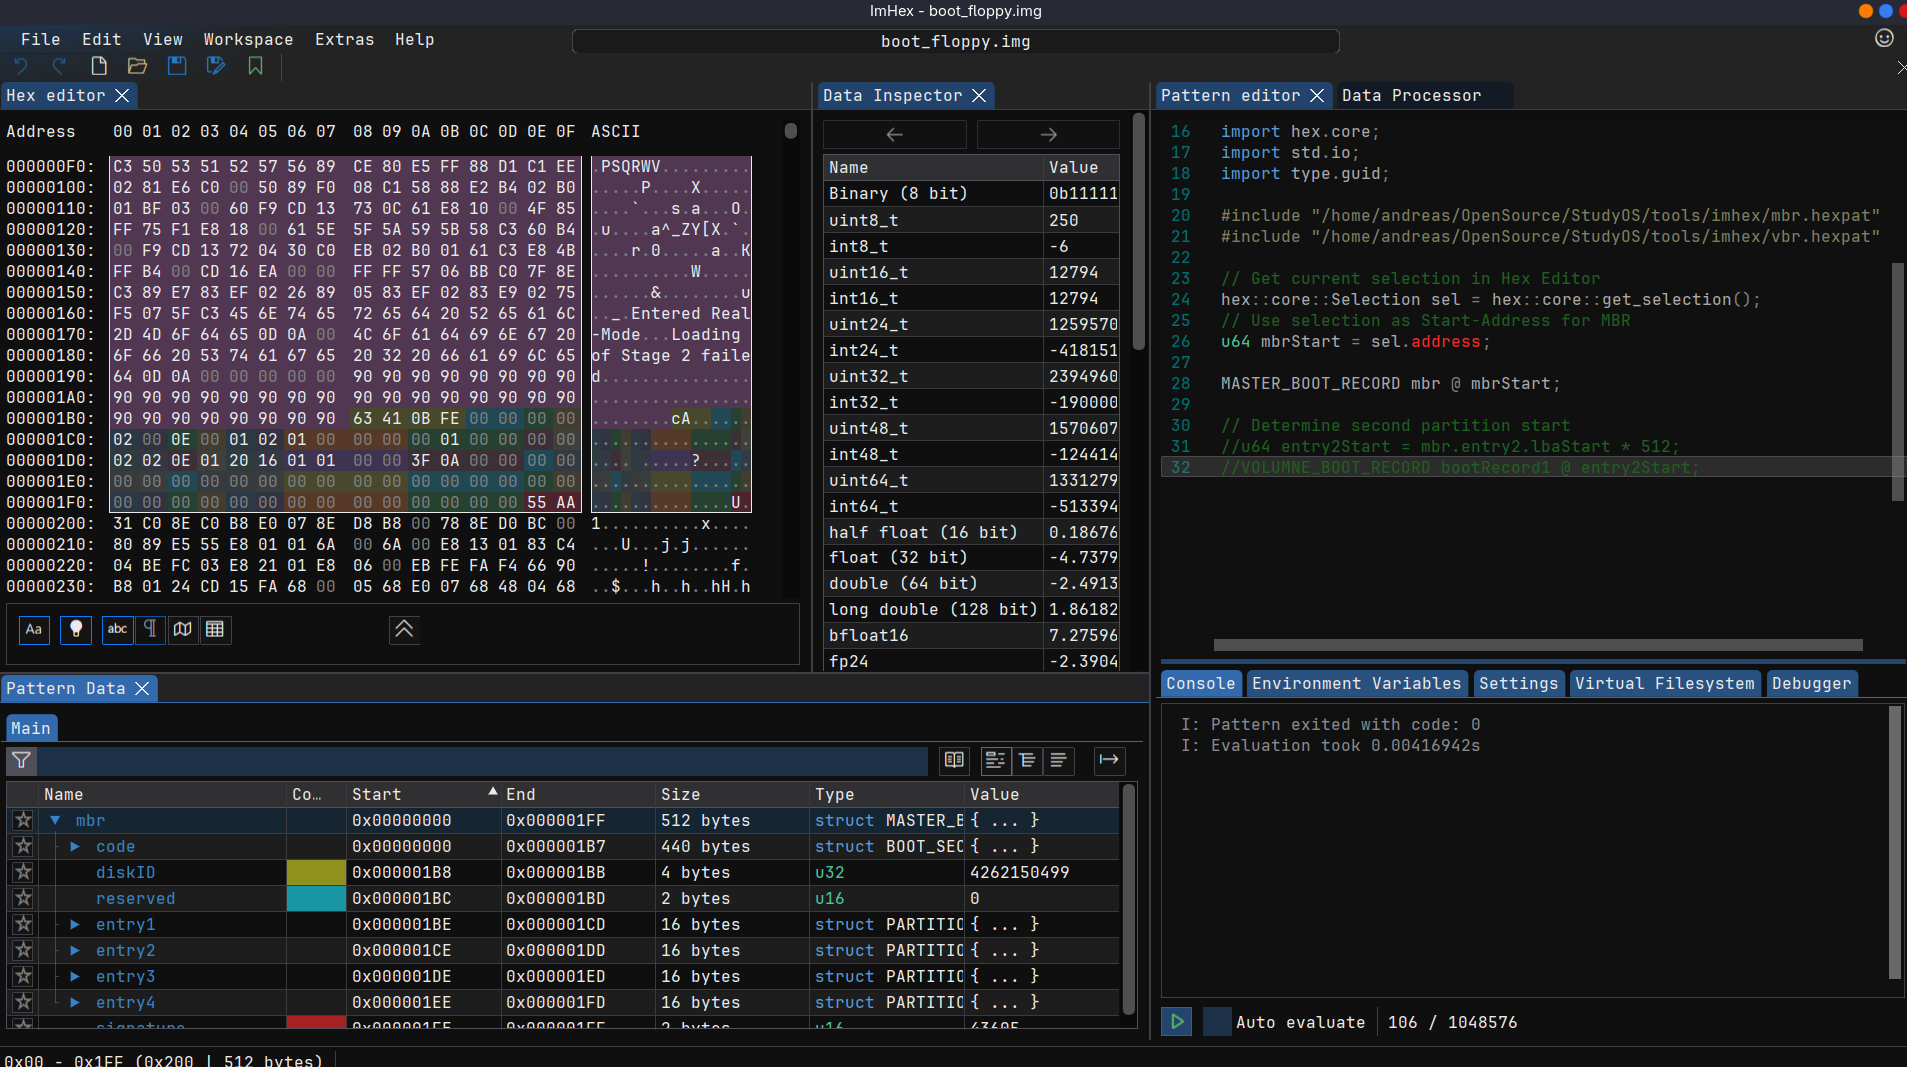 ImHex - boot_floppy.img
File Edit View Workspace Extras Help
boot_floppy.img
Hex editor
Address 00 01 02 03 04 05 06 07 08 09 0A 0B 0C 0D 0E 0F ASCII
000000F0: C3 50 53 51 52 57 56 89 CE 80 E5 FF 88 D1 C1 EE .PSQRWV.........
00000100: 02 81 E6 C0 00 50 89 F0 08 C1 58 88 E2 B4 02 B0 .....P....X.....
00000110: 01 BF 03 00 60 F9 CD 13 73 0C 61 E8 10 00 4F 85 ....`...s.a...O.
00000120: FF 75 F1 E8 18 00 61 5E 5F 5A 59 5B 58 C3 60 B4 .u....a^_ZY[X.`.
00000130: 00 F9 CD 13 72 04 30 C0 EB 02 B0 01 61 C3 E8 4B ....r.0.....a..K
00000140: FF B4 00 CD 16 EA 00 00 FF FF 57 06 BB C0 7F 8E ..........W.....
00000150: C3 89 E7 83 EF 02 26 89 05 83 EF 02 83 E9 02 75 ......&........u
00000160: F5 07 5F C3 45 6E 74 65 72 65 64 20 52 65 61 6C .._.Entered Real
00000170: 2D 4D 6F 64 65 0D 0A 00 4C 6F 61 64 69 6E 67 20 -Mode...Loading
00000180: 6F 66 20 53 74 61 67 65 20 32 20 66 61 69 6C 65 of Stage 2 faile
00000190: 64 0D 0A 00 00 00 00 00 90 90 90 90 90 90 90 90 d...............
000001A0: 90 90 90 90 90 90 90 90 90 90 90 90 90 90 90 90 ................
000001B0: 90 90 90 90 90 90 90 90 63 41 0B FE 00 00 00 00 ........cA......
000001C0: 02 00 0E 00 01 02 01 00 00 00 00 01 00 00 00 00 ................
000001D0: 02 02 0E 01 20 16 01 01 00 00 3F 0A 00 00 00 00 .... .....?.....
000001E0: 00 00 00 00 00 00 00 00 00 00 00 00 00 00 00 00 ................
000001F0: 00 00 00 00 00 00 00 00 00 00 00 00 00 00 55 AA ..............U.
00000200: 31 C0 8E C0 B8 E0 07 8E D8 B8 00 78 8E D0 BC 00 1..........x....
00000210: 80 89 E5 55 E8 01 01 6A 00 6A 00 E8 13 01 83 C4 ...U...j.j......
00000220: 04 BE FC 03 E8 21 01 E8 06 00 EB FE FA F4 66 90 .....!........f.
00000230: B8 01 24 CD 15 FA 68 00 05 68 E0 07 68 48 04 68 ..$...h..h..hH.h
Aa abc
Data Inspector
Name Value
Binary (8 bit) 0b11111
uint8_t 250
int8_t -6
uint16_t 12794
int16_t 12794
uint24_t 1259570
int24_t -418151
uint32_t 2394960
int32_t -190000
uint48_t 1570607
int48_t -124414
uint64_t 1331279
int64_t -513394
half float (16 bit) 0.18676
float (32 bit) -4.7379
double (64 bit) -2.4913
long double (128 bit) 1.86182
bfloat16 7.27596
fp24 -2.3904
Pattern editor Data Processor
16 import hex.core;
17 import std.io;
18 import type.guid;
19
20 #include "/home/andreas/OpenSource/StudyOS/tools/imhex/mbr.hexpat"
21 #include "/home/andreas/OpenSource/StudyOS/tools/imhex/vbr.hexpat"
22
23 // Get current selection in Hex Editor
24 hex::core::Selection sel = hex::core::get_selection();
25 // Use selection as Start-Address for MBR
26 u64 mbrStart = sel.address;
27
28 MASTER_BOOT_RECORD mbr @ mbrStart;
29
30 // Determine second partition start
31 //u64 entry2Start = mbr.entry2.lbaStart * 512;
32 //VOLUMNE_BOOT_RECORD bootRecord1 @ entry2Start;
Pattern Data
Main
Name Co… Start End Size Type Value
mbr 0x00000000 0x000001FF 512 bytes struct MASTER_B { ... }
code 0x00000000 0x000001B7 440 bytes struct BOOT_SEC { ... }
diskID 0x000001B8 0x000001BB 4 bytes u32 4262150499
reserved 0x000001BC 0x000001BD 2 bytes u16 0
entry1 0x000001BE 0x000001CD 16 bytes struct PARTITIO { ... }
entry2 0x000001CE 0x000001DD 16 bytes struct PARTITIO { ... }
entry3 0x000001DE 0x000001ED 16 bytes struct PARTITIO { ... }
entry4 0x000001EE 0x000001FD 16 bytes struct PARTITIO { ... }
signature 0x000001FE 0x000001FF 2 bytes u16 43605
Console Environment Variables Settings Virtual Filesystem Debugger
I: Pattern exited with code: 0
I: Evaluation took 0.00416942s
Auto evaluate 106 / 1048576
0x00 - 0x1FF (0x200 | 512 bytes)